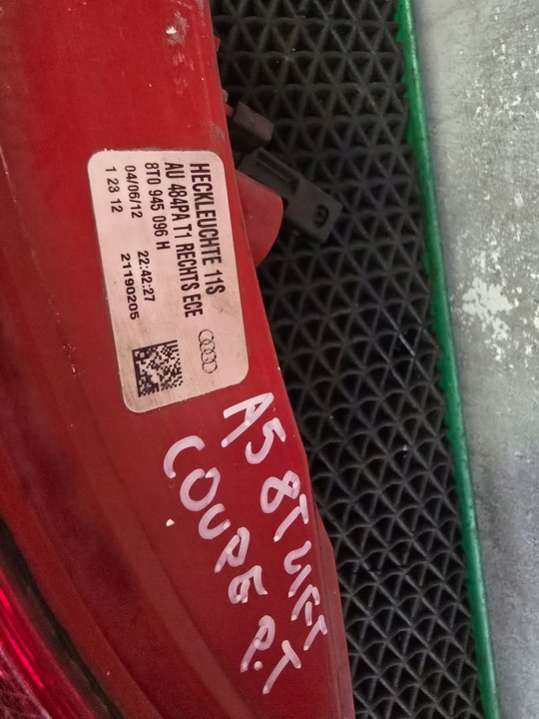 HECKLEUCHTE 11S
AU 484PA T1 RECHTS ECE
8T0 945 096 H
04/06/12 22:42:27
1 23 12 21190205
A5 8T LIFT
COUPE P.T